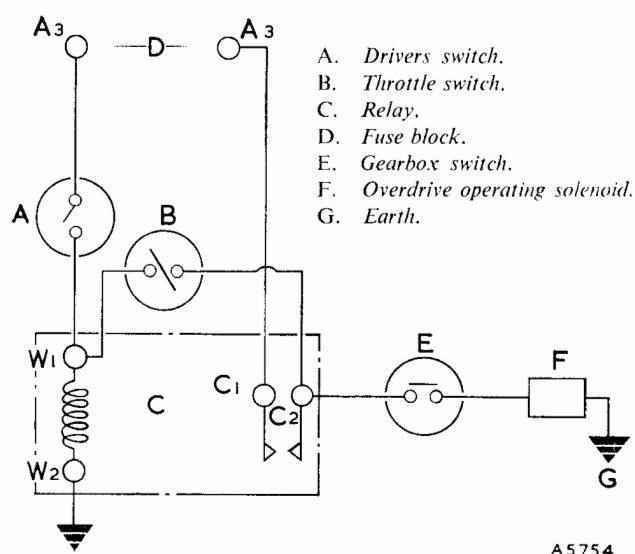 A3 D A3
A. Drivers switch.
B. Throttle switch.
C. Relay.
D. Fuse block.
E. Gearbox switch.
F. Overdrive operating solenoid.
G. Earth.
A
B
W1
C
C1
C2
E
F
W2
G
A5754